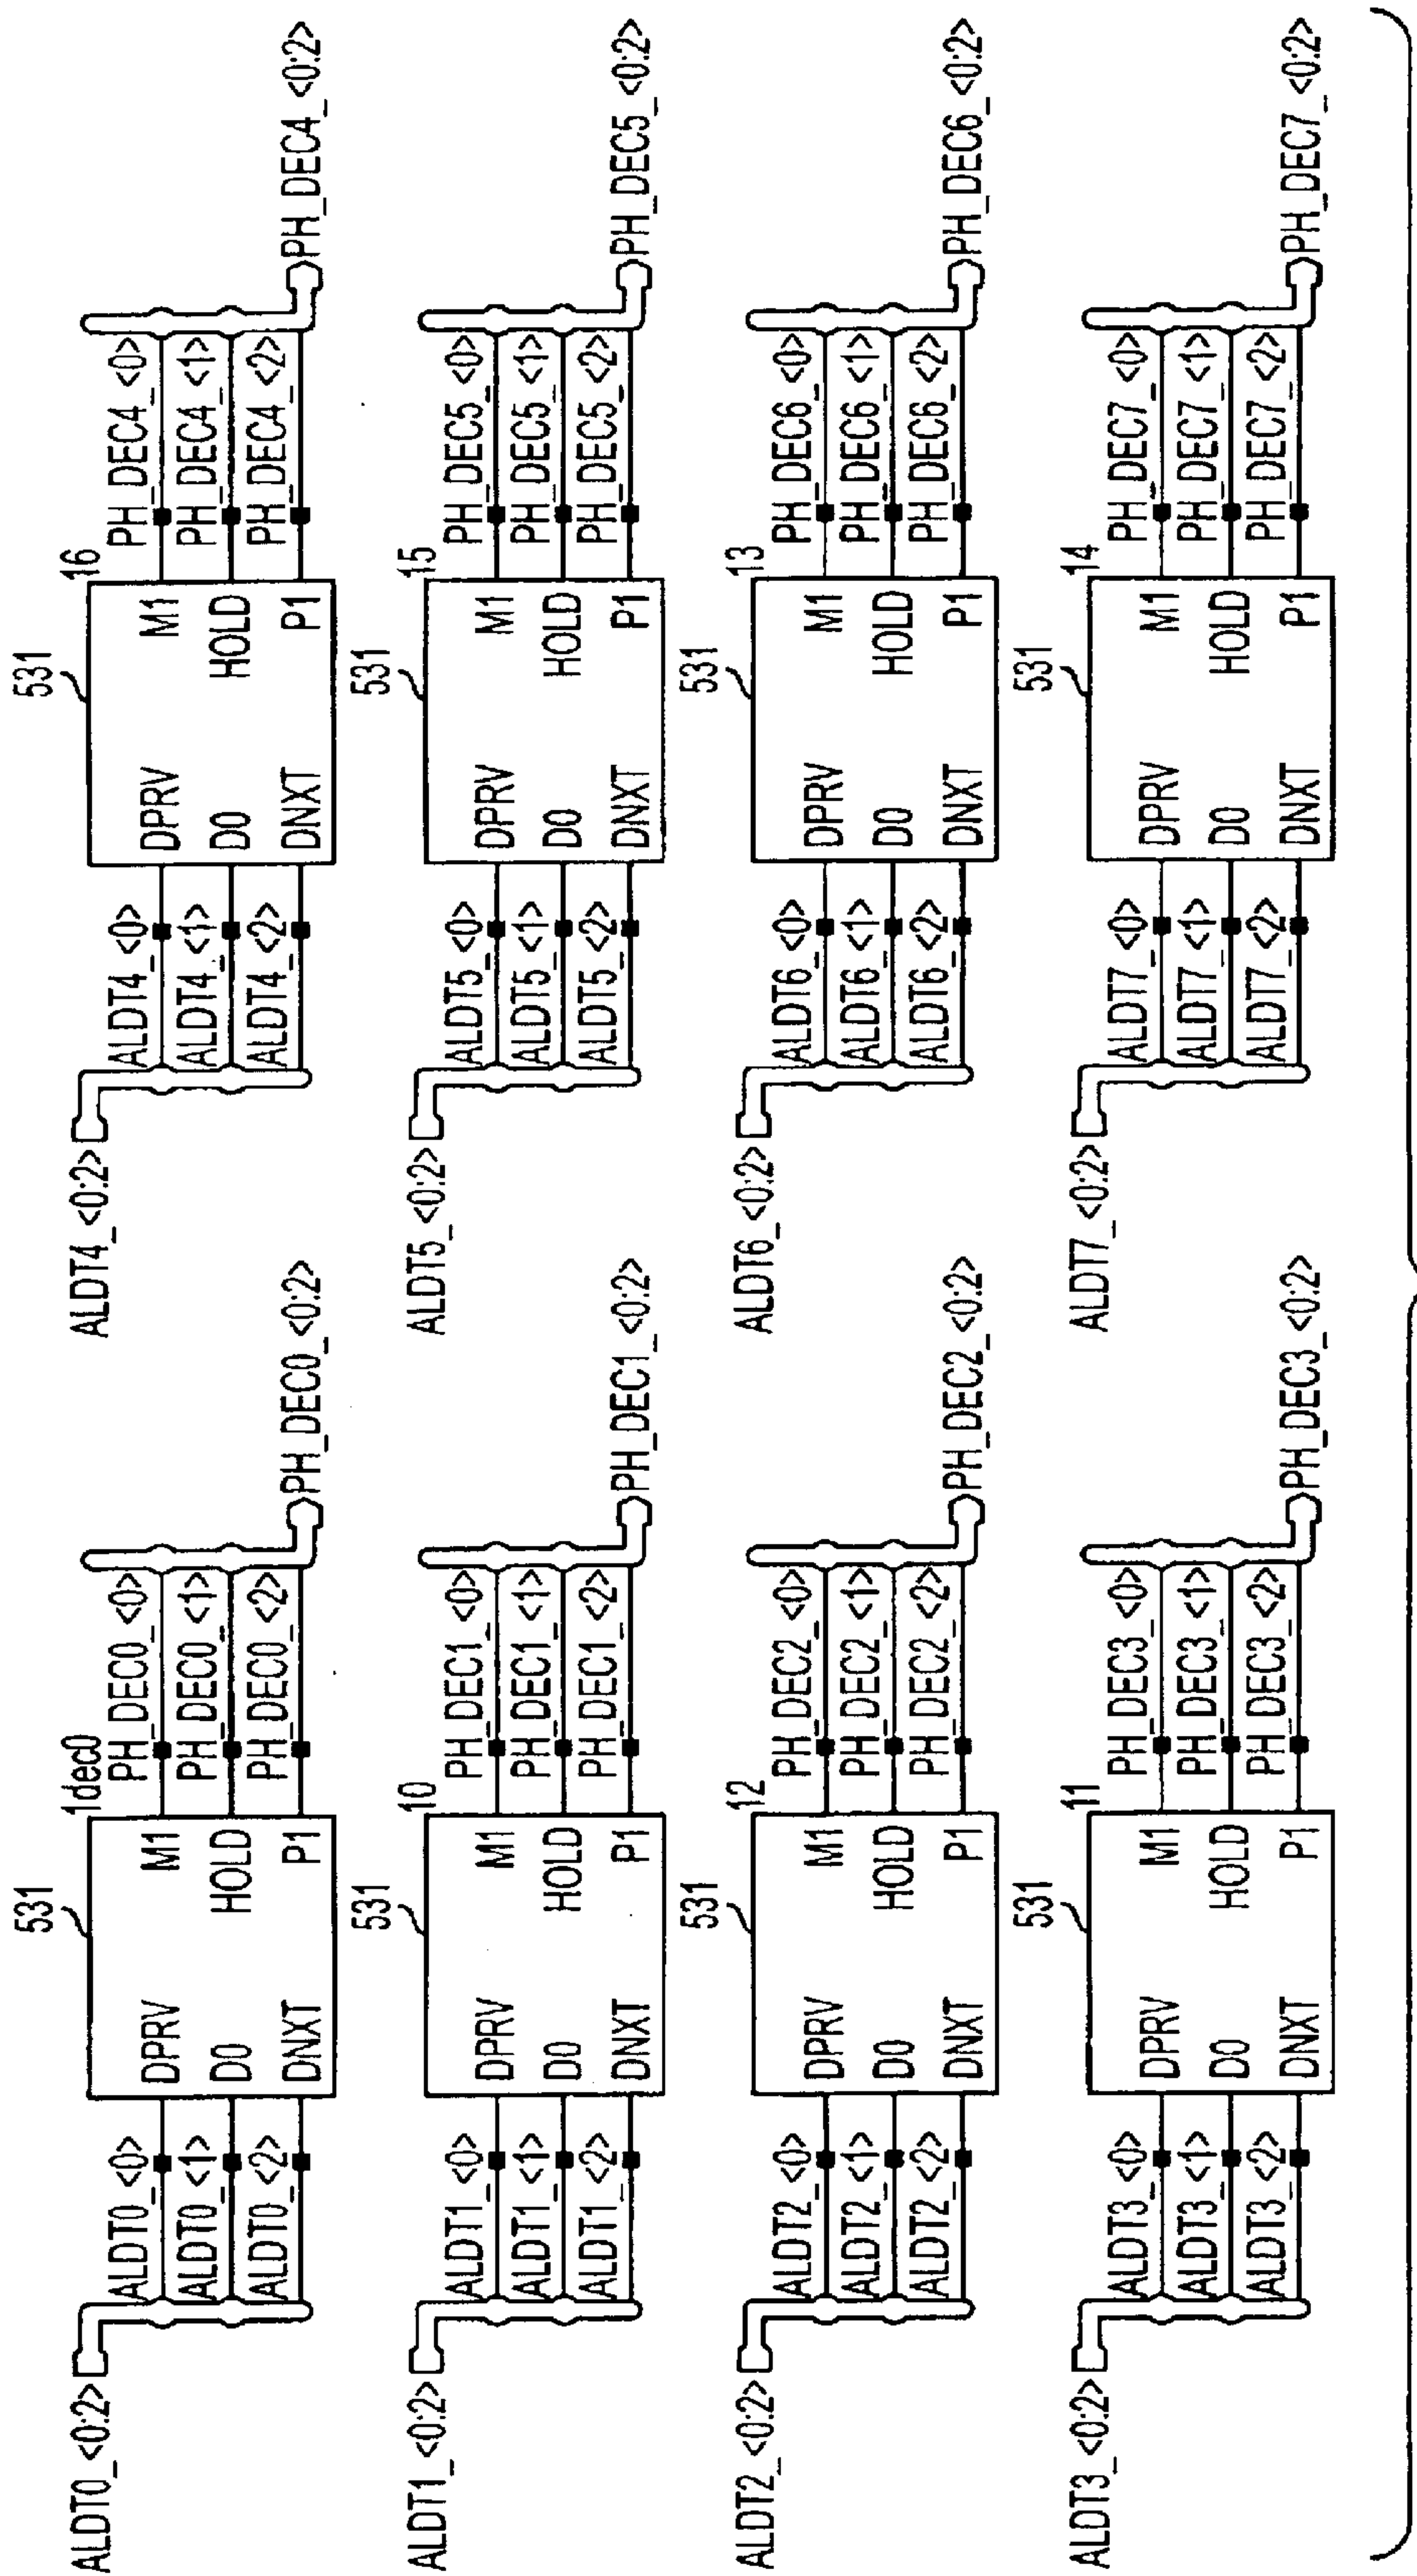 ALDT0_<0:2>
ALDT0_<0>
ALDT0_<1>
ALDT0_<2>
531
DPRV
D0
DNXT
M1
HOLD
P1
1dec0
PH_DEC0_<0>
PH_DEC0_<1>
PH_DEC0_<2>
PH_DEC0_<0:2>
ALDT4_<0:2>
ALDT4_<0>
ALDT4_<1>
ALDT4_<2>
531
DPRV
D0
DNXT
M1
HOLD
P1
16
PH_DEC4_<0>
PH_DEC4_<1>
PH_DEC4_<2>
PH_DEC4_<0:2>
ALDT1_<0:2>
ALDT1_<0>
ALDT1_<1>
ALDT1_<2>
531
DPRV
D0
DNXT
M1
HOLD
P1
10
PH_DEC1_<0>
PH_DEC1_<1>
PH_DEC1_<2>
PH_DEC1_<0:2>
ALDT5_<0:2>
ALDT5_<0>
ALDT5_<1>
ALDT5_<2>
531
DPRV
D0
DNXT
M1
HOLD
P1
15
PH_DEC5_<0>
PH_DEC5_<1>
PH_DEC5_<2>
PH_DEC5_<0:2>
ALDT2_<0:2>
ALDT2_<0>
ALDT2_<1>
ALDT2_<2>
531
DPRV
D0
DNXT
M1
HOLD
P1
12
PH_DEC2_<0>
PH_DEC2_<1>
PH_DEC2_<2>
PH_DEC2_<0:2>
ALDT6_<0:2>
ALDT6_<0>
ALDT6_<1>
ALDT6_<2>
531
DPRV
D0
DNXT
M1
HOLD
P1
13
PH_DEC6_<0>
PH_DEC6_<1>
PH_DEC6_<2>
PH_DEC6_<0:2>
ALDT3_<0:2>
ALDT3_<0>
ALDT3_<1>
ALDT3_<2>
531
DPRV
D0
DNXT
M1
HOLD
P1
11
PH_DEC3_<0>
PH_DEC3_<1>
PH_DEC3_<2>
PH_DEC3_<0:2>
ALDT7_<0:2>
ALDT7_<0>
ALDT7_<1>
ALDT7_<2>
531
DPRV
D0
DNXT
M1
HOLD
P1
14
PH_DEC7_<0>
PH_DEC7_<1>
PH_DEC7_<2>
PH_DEC7_<0:2>